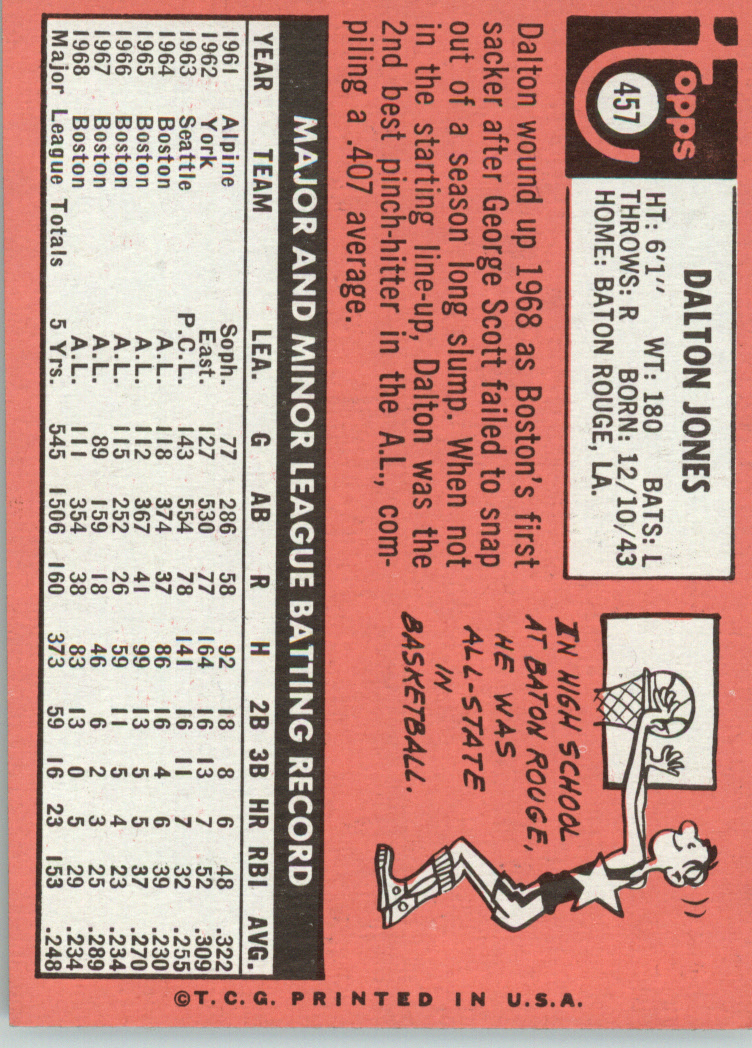 Topps
457
DALTON JONES
HT: 6'1" WT: 180 BATS: L
THROWS: R BORN: 12/10/43
HOME: BATON ROUGE, LA.
Dalton wound up 1968 as Boston's first
sacker after George Scott failed to snap
out of a season long slump. When not
in the starting line-up, Dalton was the
2nd best pinch-hitter in the A.L., com-
piling a .407 average.
IN HIGH SCHOOL
AT BATON ROUGE,
HE WAS
ALL-STATE
IN
BASKETBALL.
MAJOR AND MINOR LEAGUE BATTING RECORD
YEAR TEAM LEA. G AB R H 2B 3B HR RBI AVG.
1961 Alpine Soph. 77 286 58 92 18 8 6 48 .322
1962 York East. 127 530 77 164 16 13 7 52 .309
1963 Seattle P.C.L. 143 554 78 141 16 11 7 32 .255
1964 Boston A.L. 118 374 37 86 16 4 6 39 .230
1965 Boston A.L. 112 367 41 99 13 5 5 37 .270
1966 Boston A.L. 115 252 26 59 11 5 4 23 .234
1967 Boston A.L. 89 159 18 46 6 2 3 25 .289
1968 Boston A.L. 111 354 38 83 13 0 5 29 .234
Major League Totals 5 Yrs. 545 1506 160 373 59 16 23 153 .248
©T.C.G. PRINTED IN U.S.A.